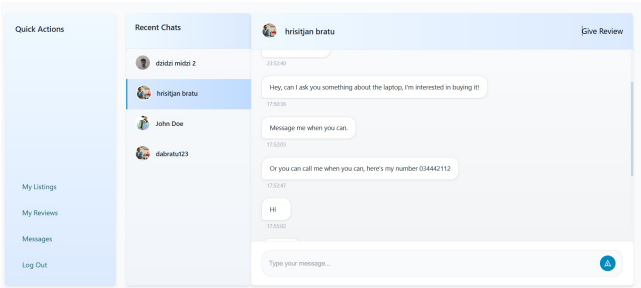 Quick Actions
My Listings
My Reviews
Messages
Log Out
Recent Chats
dzidzi midzi 2
hrisitjan bratu
John Doe
dabratu123
hrisitjan bratu
Give Review
23:52:40
Hey, can I ask you something about the laptop, I'm interested in buying it!
17:50:38
Message me when you can.
17:52:03
Or you can call me when you can, here's my number 034442112
17:52:47
Hi
17:55:02
Type your message...